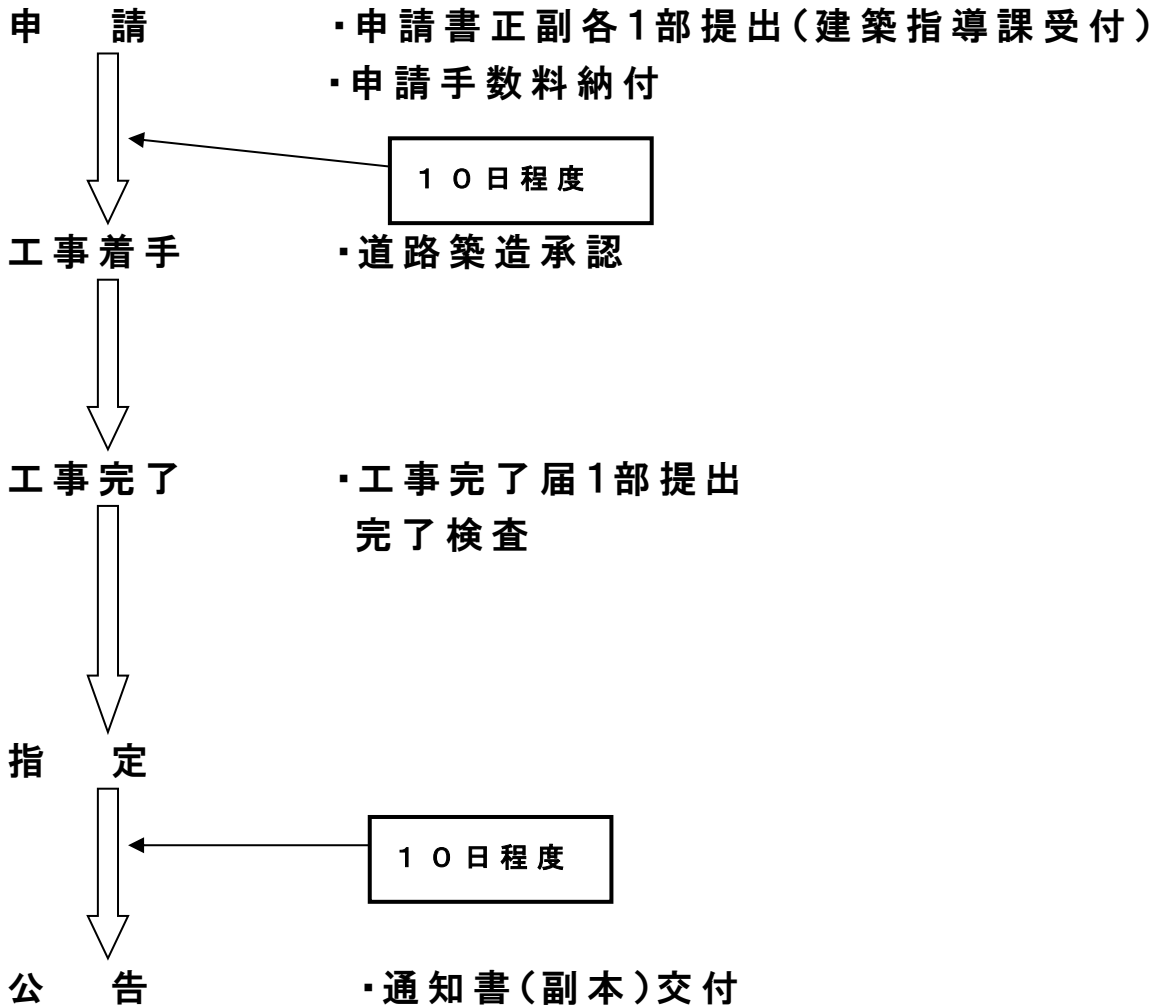 申　請　・申請書正副各1部提出（建築指導課受付）
・申請手数料納付
１０日程度
工事着手　・道路築造承認
工事完了　・工事完了届1部提出
完了検査
指　定
１０日程度
公　告　・通知書（副本）交付